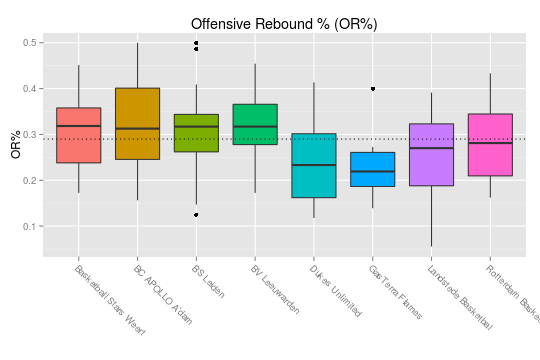 Offensive Rebound % (OR%)
OR%
0.5
0.4
0.3
0.2
0.1
Basketball Stars Weert
BC APOLLO A'dam
BS Leiden
BV Leeuwarden
Dukes Unlimited
GasTerra Flames
Landstede Basketbal
Rotterdam Baske